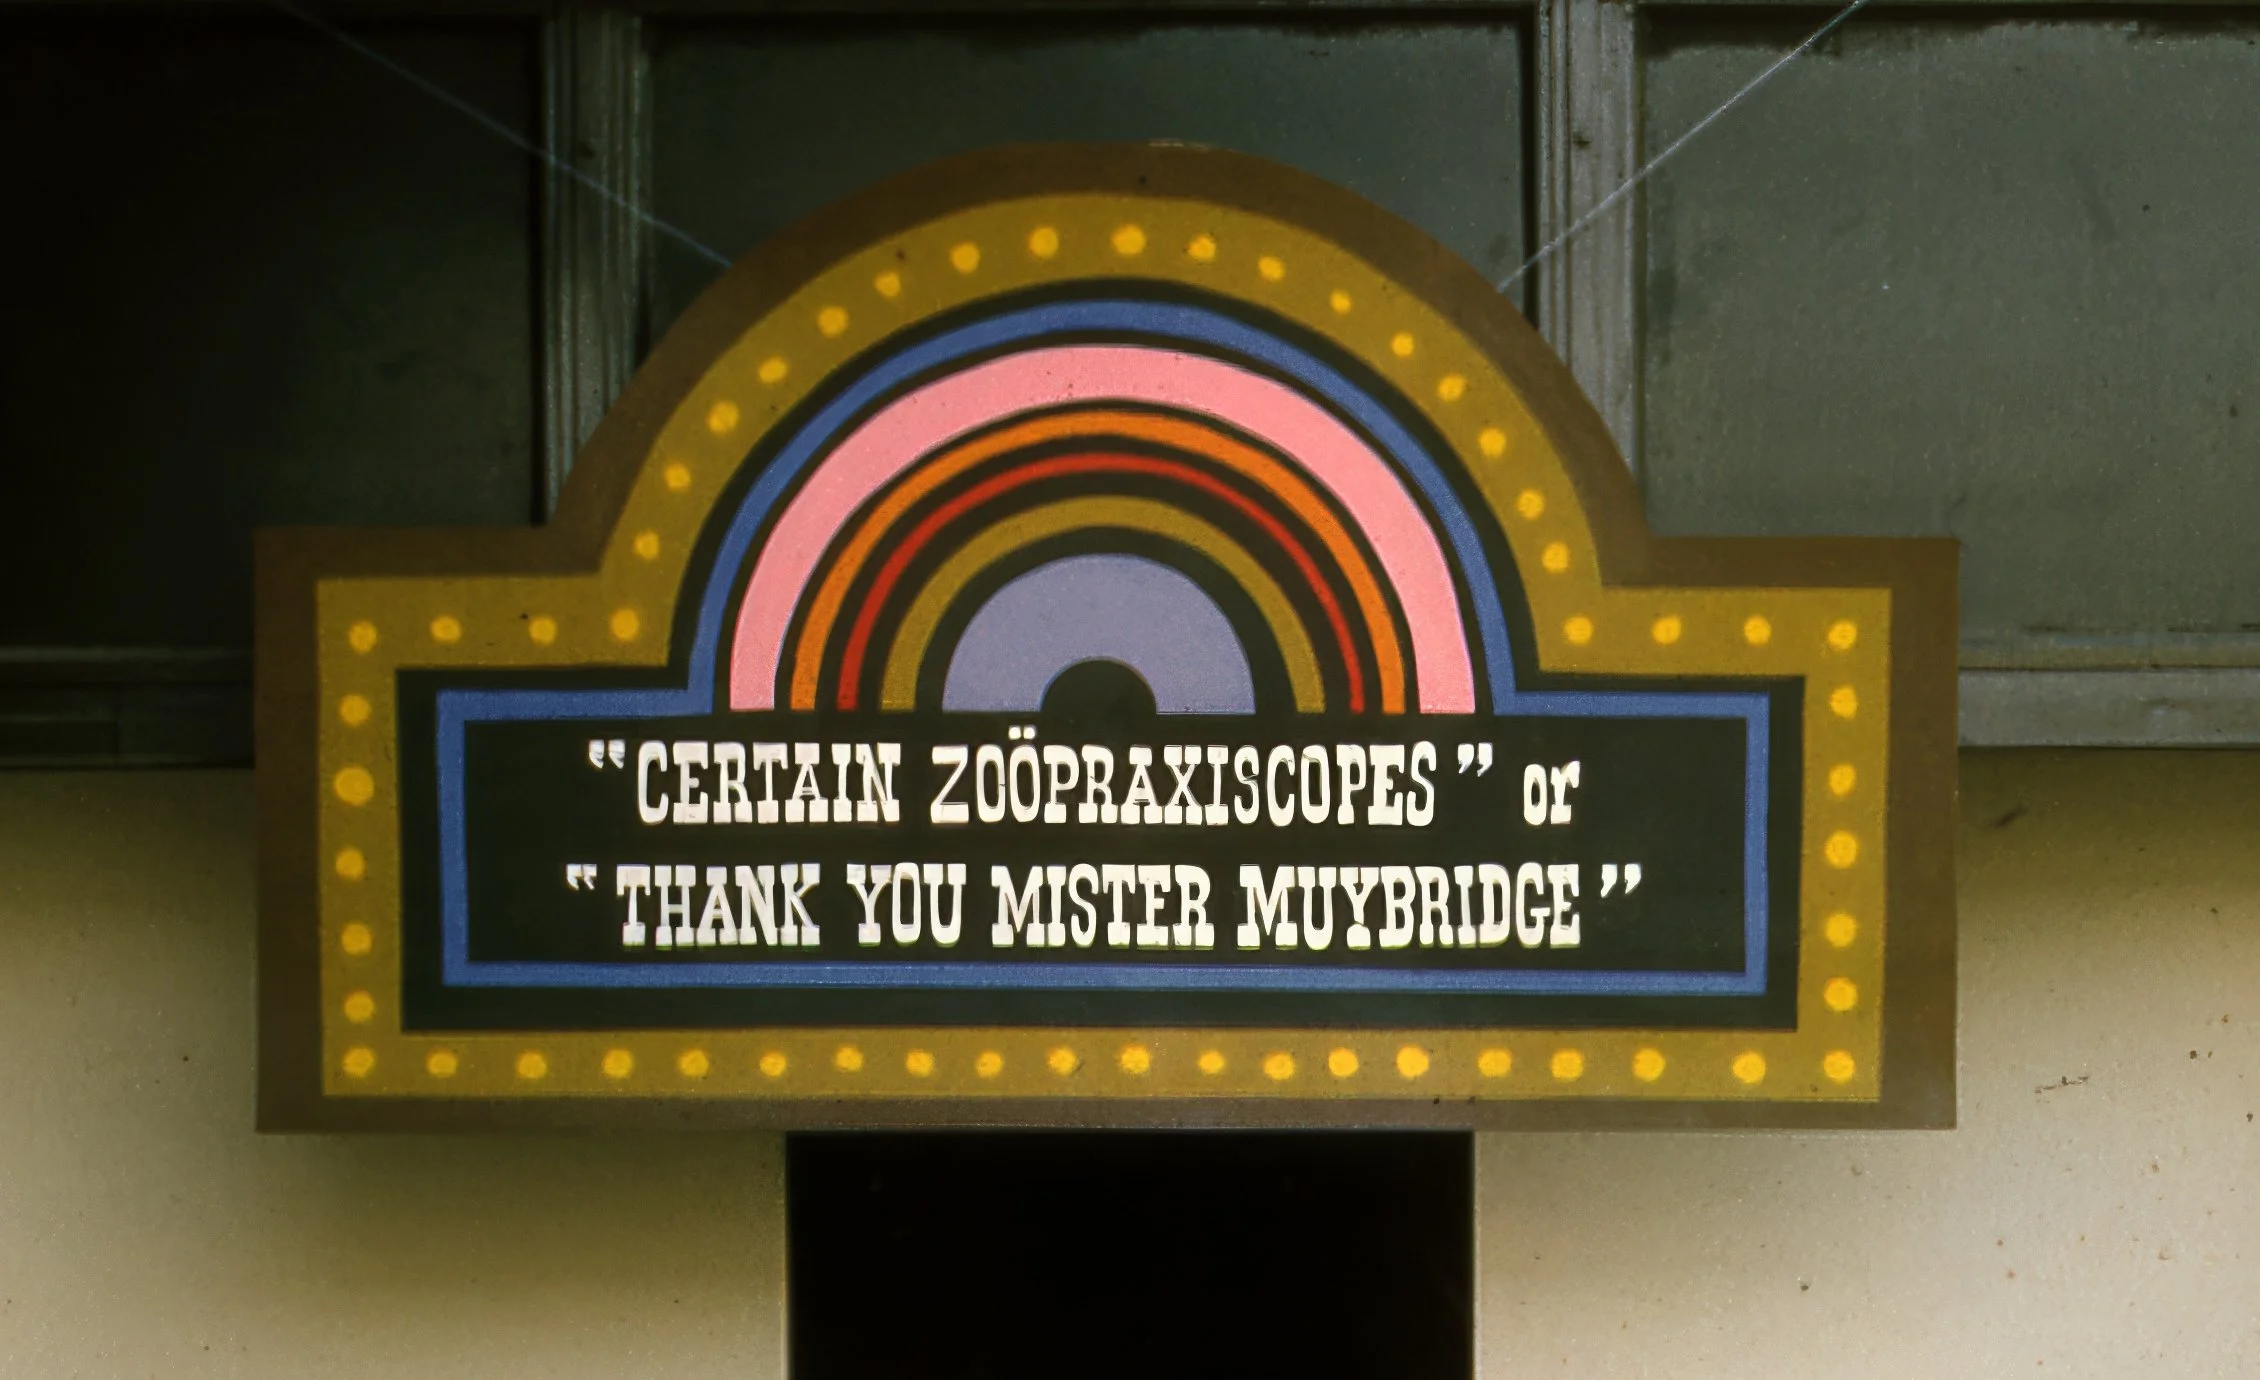 “CERTAIN ZOÖPRAXISCOPES” or
“THANK YOU MISTER MUYBRIDGE”